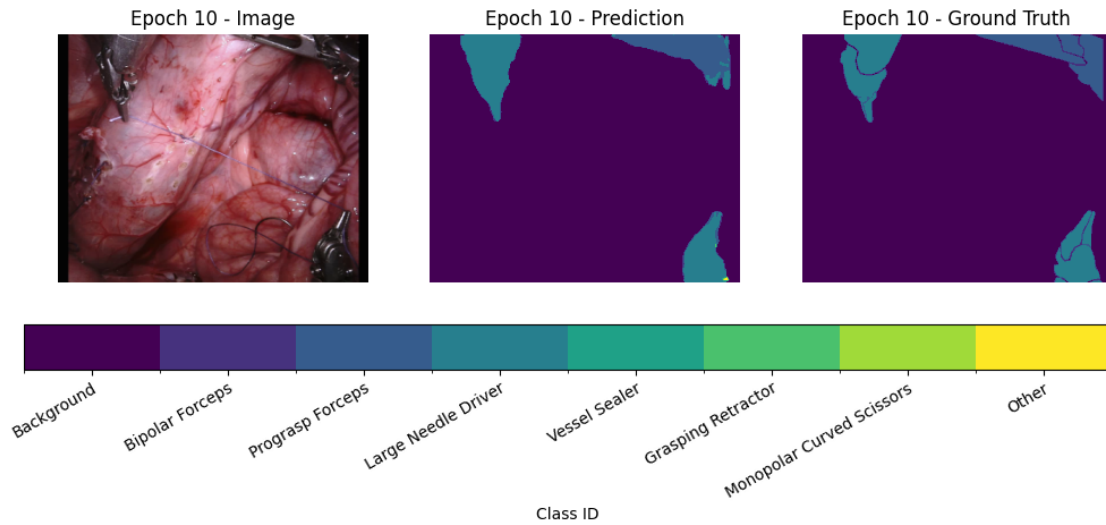 Epoch 10 - Image
Epoch 10 - Prediction
Epoch 10 - Ground Truth
Background
Bipolar Forceps
Prograsp Forceps
Large Needle Driver
Vessel Sealer
Grasping Retractor
Monopolar Curved Scissors
Other
Class ID